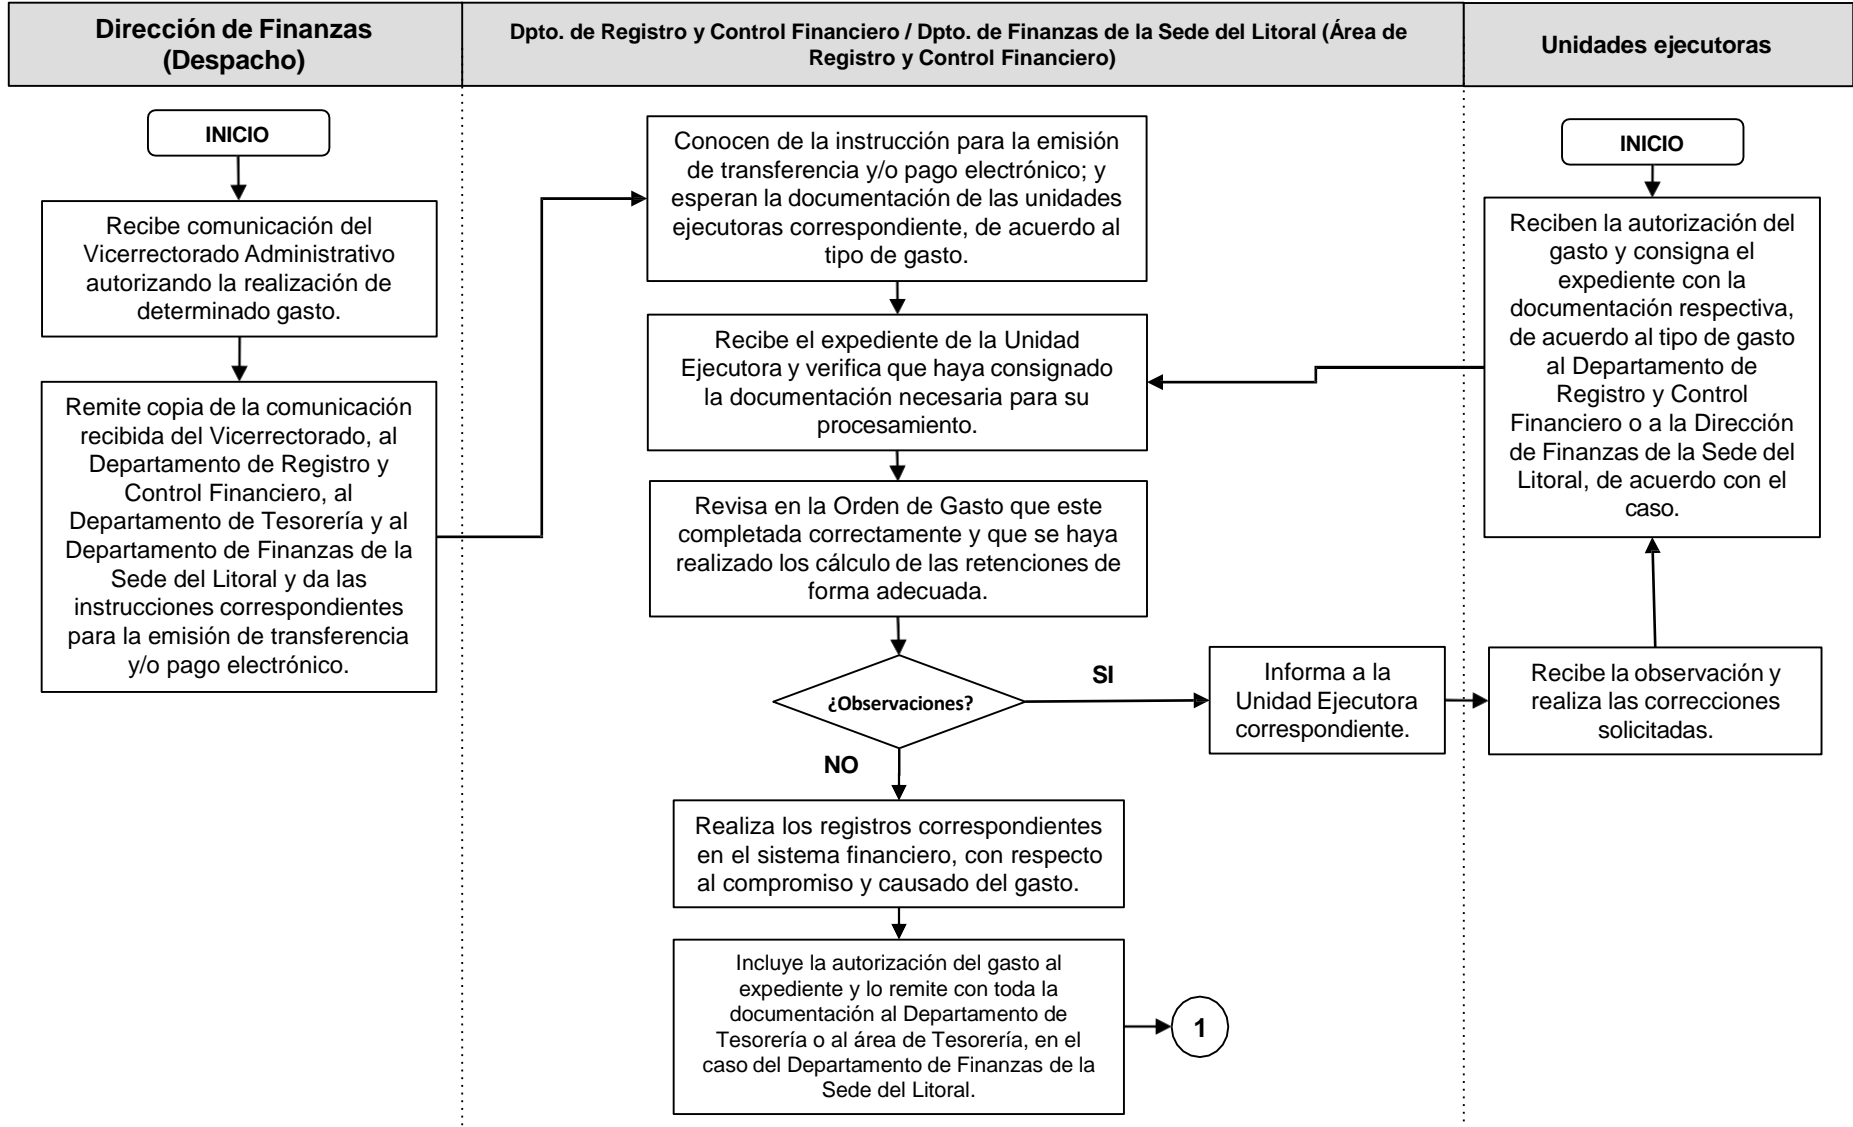 Dirección de Finanzas
(Despacho)
Dpto. de Registro y Control Financiero / Dpto. de Finanzas de la Sede del Litoral (Área de
Registro y Control Financiero)
Unidades ejecutoras
INICIO
Recibe comunicación del
Vicerrectorado Administrativo
autorizando la realización de
determinado gasto.
Remite copia de la comunicación
recibida del Vicerrectorado, al
Departamento de Registro y
Control Financiero, al
Departamento de Tesorería y al
Departamento de Finanzas de la
Sede del Litoral y da las
instrucciones correspondientes
para la emisión de transferencia
y/o pago electrónico.
Conocen de la instrucción para la emisión
de transferencia y/o pago electrónico; y
esperan la documentación de las unidades
ejecutoras correspondiente, de acuerdo al
tipo de gasto.
Recibe el expediente de la Unidad
Ejecutora y verifica que haya consignado
la documentación necesaria para su
procesamiento.
Revisa en la Orden de Gasto que este
completada correctamente y que se haya
realizado los cálculo de las retenciones de
forma adecuada.
¿Observaciones?
SI
NO
Informa a la
Unidad Ejecutora
correspondiente.
Realiza los registros correspondientes
en el sistema financiero, con respecto
al compromiso y causado del gasto.
Incluye la autorización del gasto al
expediente y lo remite con toda la
documentación al Departamento de
Tesorería o al área de Tesorería, en el
caso del Departamento de Finanzas de la
Sede del Litoral.
1
INICIO
Reciben la autorización del
gasto y consigna el
expediente con la
documentación respectiva,
de acuerdo al tipo de gasto
al Departamento de
Registro y Control
Financiero o a la Dirección
de Finanzas de la Sede del
Litoral, de acuerdo con el
caso.
Recibe la observación y
realiza las correcciones
solicitadas.